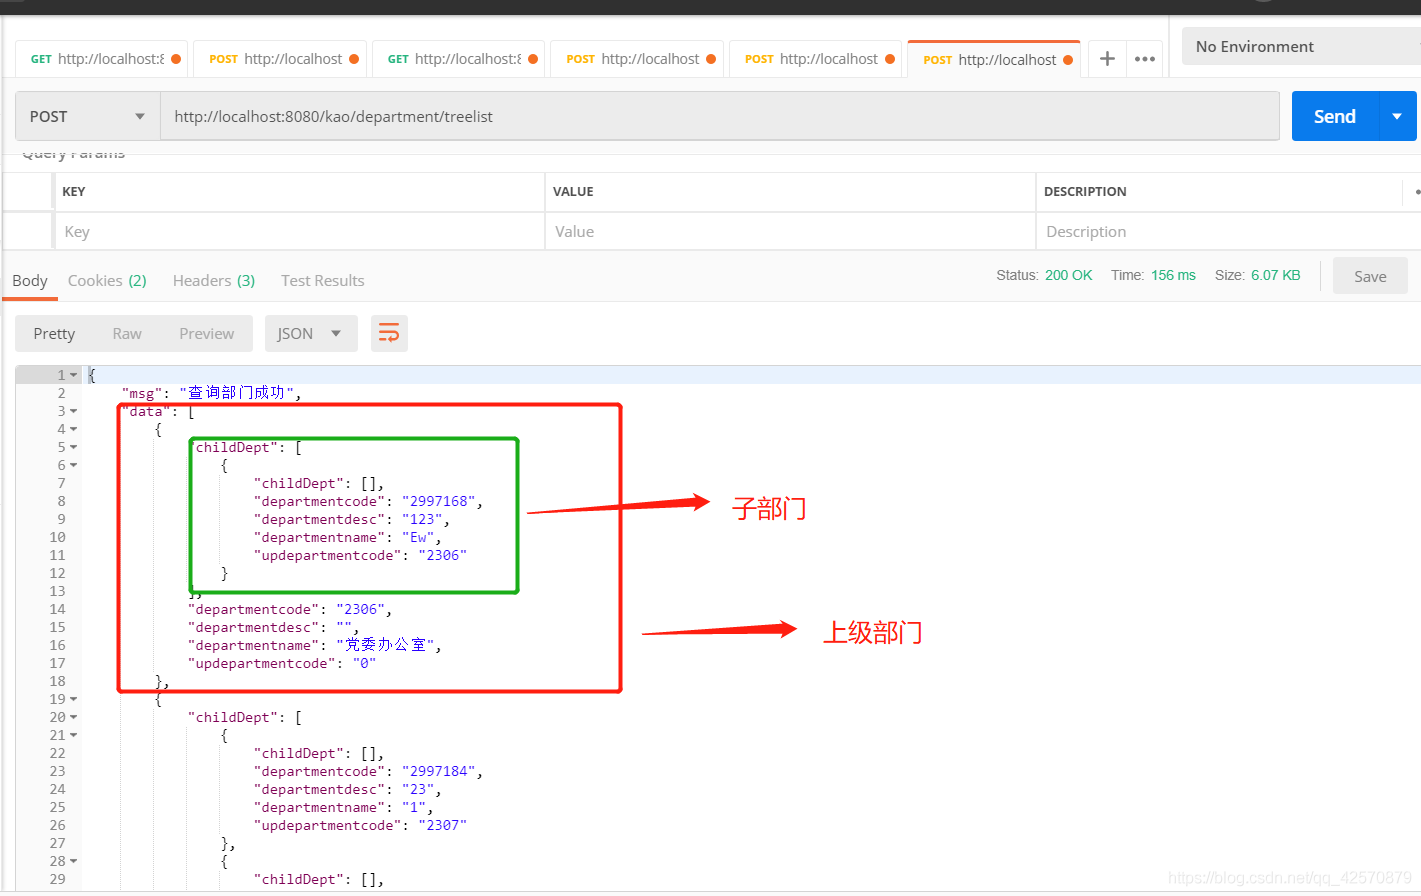 GET http://localhost:8
POST http://localhost
GET http://localhost:8
POST http://localhost
POST http://localhost
POST http://localhost
No Environment
POST
http://localhost:8080/kao/department/treelist
Send
Query Params
KEY VALUE DESCRIPTION
Key Value Description
Body Cookies (2) Headers (3) Test Results
Status: 200 OK Time: 156 ms Size: 6.07 KB
Save
Pretty Raw Preview JSON
1 {
2 "msg": "查询部门成功",
3 "data": [
4 {
5 childDept": [
6 {
7 "childDept": [],
8 "departmentcode": "2997168",
9 "departmentdesc": "123",
10 "departmentname": "Ew",
11 "updepartmentcode": "2306"
12 }
13 ],
14 "departmentcode": "2306",
15 "departmentdesc": "",
16 "departmentname": "党委办公室",
17 "updepartmentcode": "0"
18 },
19 {
20 "childDept": [
21 {
22 "childDept": [],
23 "departmentcode": "2997184",
24 "departmentdesc": "23",
25 "departmentname": "1",
26 "updepartmentcode": "2307"
27 },
28 {
29 "childDept": [],
子部门
上级部门
https://blog.csdn.net/qq_42570879